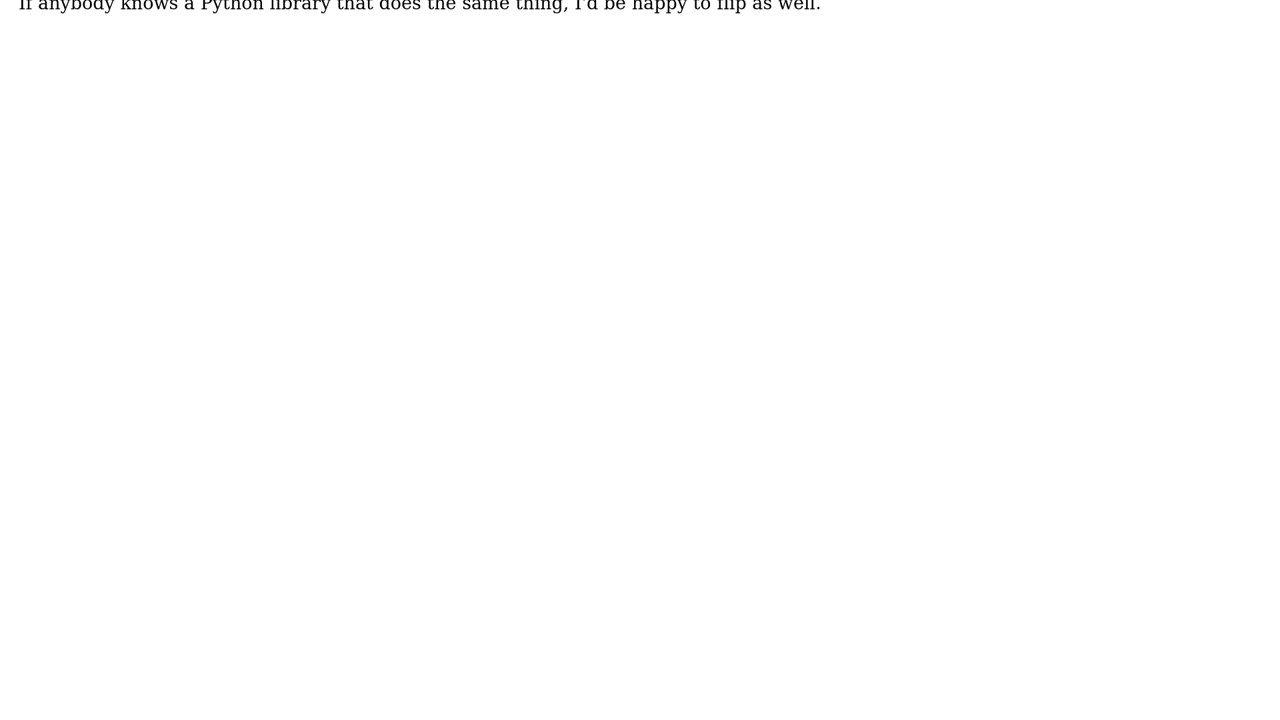 If anybody knows a Python library that does the same thing, I'd be happy to flip as well.